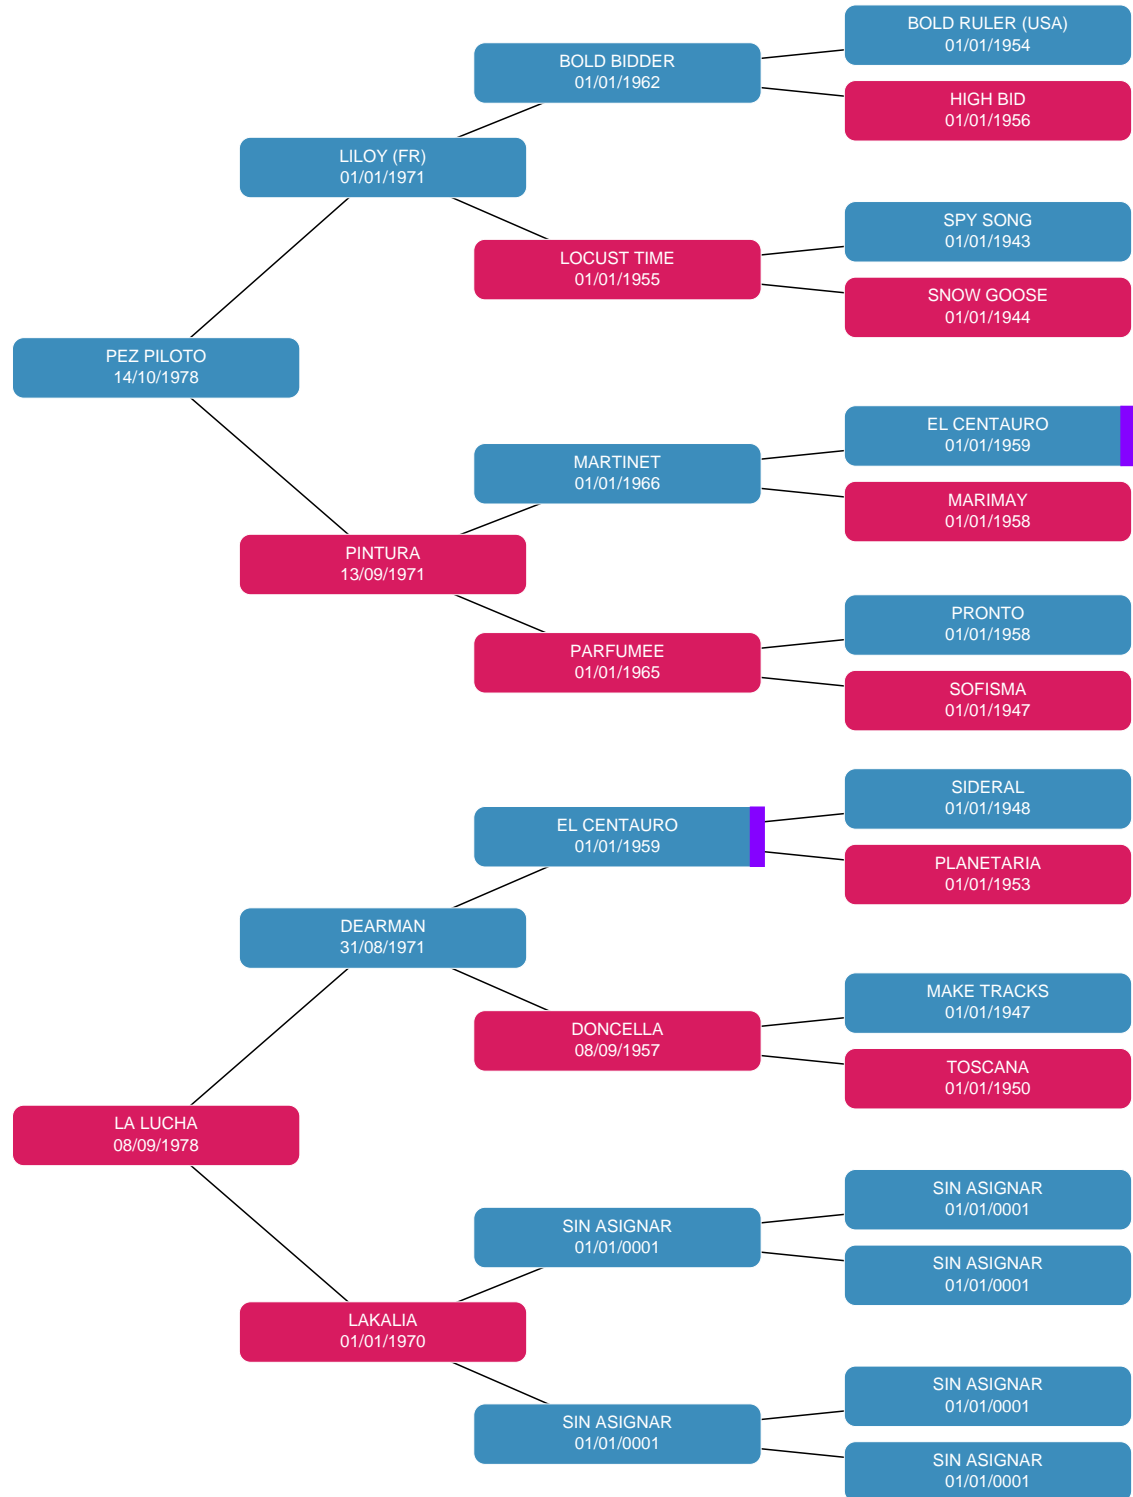 BOLD RULER (USA)
01/01/1954
BOLD BIDDER
01/01/1962
HIGH BID
01/01/1956
LILOY (FR)
01/01/1971
SPY SONG
01/01/1943
LOCUST TIME
01/01/1955
SNOW GOOSE
01/01/1944
PEZ PILOTO
14/10/1978
EL CENTAURO
01/01/1959
MARTINET
01/01/1966
MARIMAY
01/01/1958
PINTURA
13/09/1971
PRONTO
01/01/1958
PARFUMEE
01/01/1965
SOFISMA
01/01/1947
SIDERAL
01/01/1948
EL CENTAURO
01/01/1959
PLANETARIA
01/01/1953
DEARMAN
31/08/1971
MAKE TRACKS
01/01/1947
DONCELLA
08/09/1957
TOSCANA
01/01/1950
LA LUCHA
08/09/1978
SIN ASIGNAR
01/01/0001
SIN ASIGNAR
01/01/0001
SIN ASIGNAR
01/01/0001
LAKALIA
01/01/1970
SIN ASIGNAR
01/01/0001
SIN ASIGNAR
01/01/0001
SIN ASIGNAR
01/01/0001